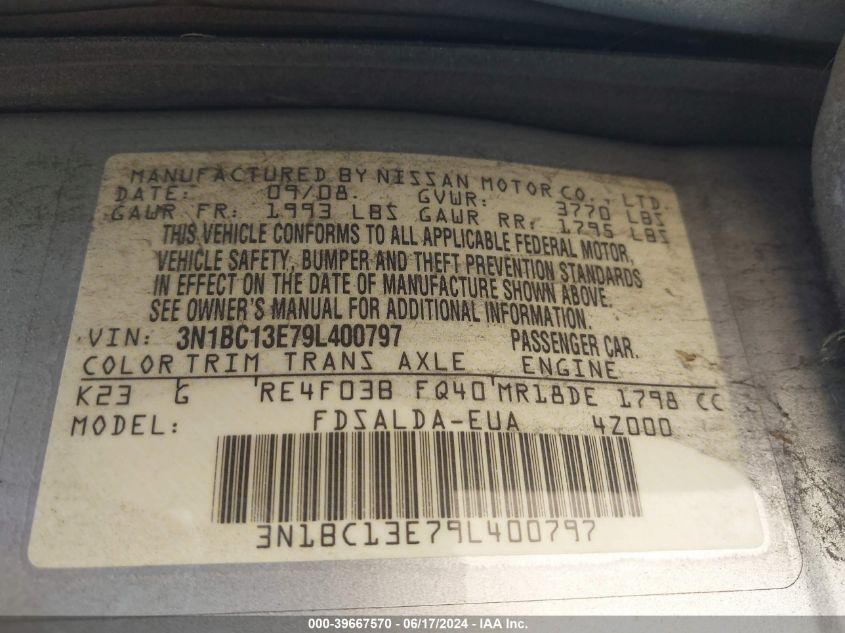 MANUFACTURED BY NISSAN MOTOR CO., LTD.
DATE: 09/08. GVWR: 3770 LBS
GAWR FR: 1993 LBS GAWR RR: 1795 LBS
THIS VEHICLE CONFORMS TO ALL APPLICABLE FEDERAL MOTOR
VEHICLE SAFETY, BUMPER AND THEFT PREVENTION STANDARDS
IN EFFECT ON THE DATE OF MANUFACTURE SHOWN ABOVE.
SEE OWNER'S MANUAL FOR ADDITIONAL INFORMATION.
VIN: 3N1BC13E79L400797 PASSENGER CAR.
COLOR TRIM TRANS AXLE ENGINE
K23 G RE4F03B FQ40 MR18DE 1798 CC
MODEL: FDSALDA-EUA 4Z000
3N1BC13E79L400797
000-39667570 - 06/17/2024 - IAA Inc.